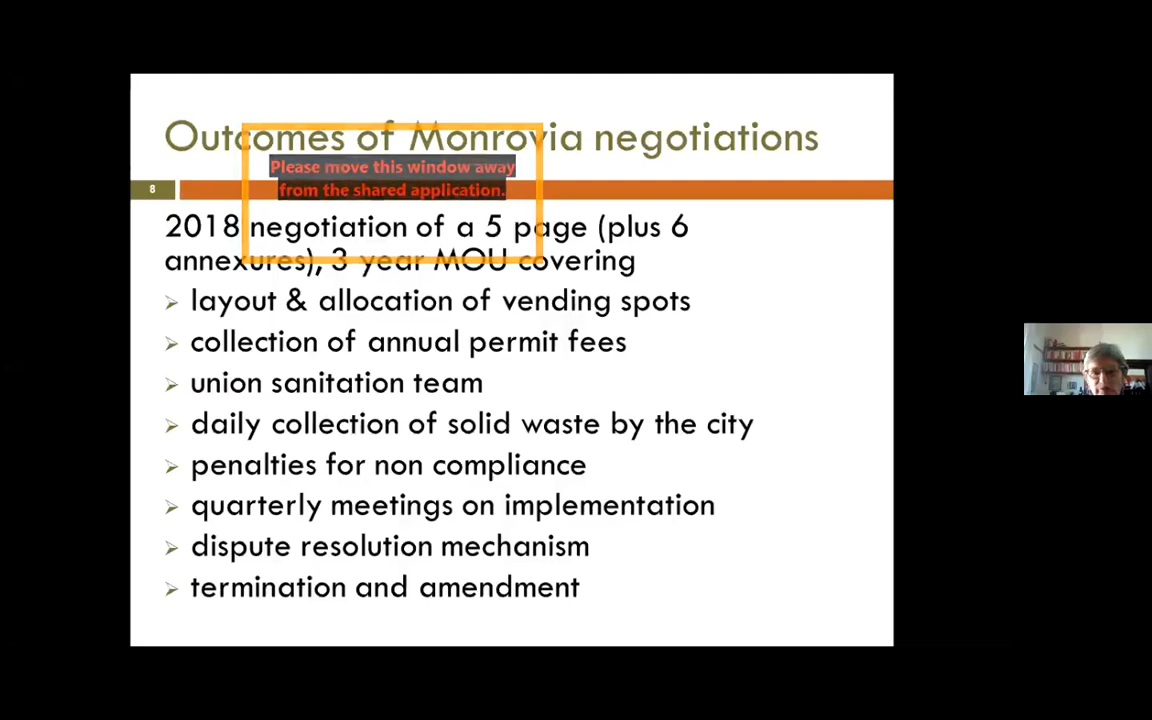 Outcomes of Monrovia negotiations
Please move this window away
from the shared application.
8
2018 negotiation of a 5 page (plus 6
annexures), 3 year MOU covering
layout & allocation of vending spots
collection of annual permit fees
union sanitation team
daily collection of solid waste by the city
penalties for non compliance
quarterly meetings on implementation
dispute resolution mechanism
termination and amendment